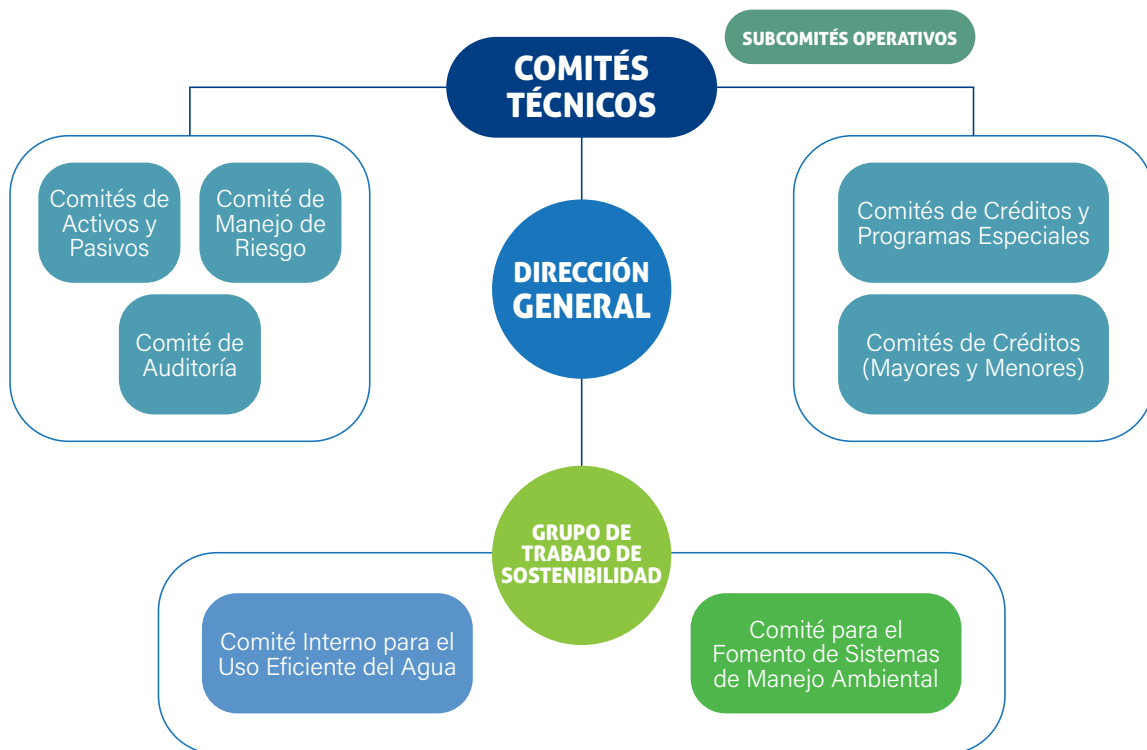 SUBCOMITÉS OPERATIVOS
COMITÉS
TÉCNICOS
Comités de
Activos y
Pasivos
Comité de
Manejo de
Riesgo
Comité de
Auditoría
DIRECCIÓN
GENERAL
Comités de Créditos y
Programas Especiales
Comités de Créditos
(Mayores y Menores)
GRUPO DE
TRABAJO DE
SOSTENIBILIDAD
Comité Interno para el
Uso Eficiente del Agua
Comité para el
Fomento de Sistemas
de Manejo Ambiental